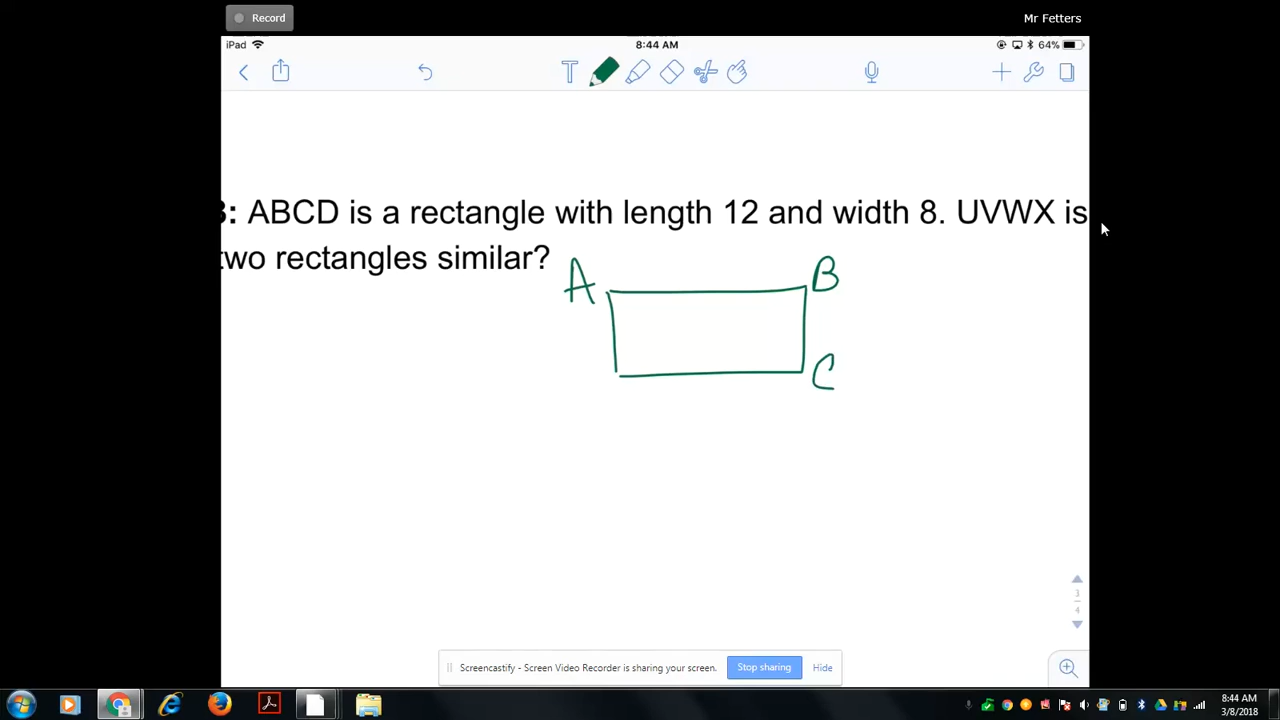 Record
Mr Fetters
iPad
8:44 AM
64%
T
: ABCD is a rectangle with length 12 and width 8. UVWX is
two rectangles similar?
A
B
C
3
4
Screencastify - Screen Video Recorder is sharing your screen.
Stop sharing
Hide
8:44 AM
3/8/2018